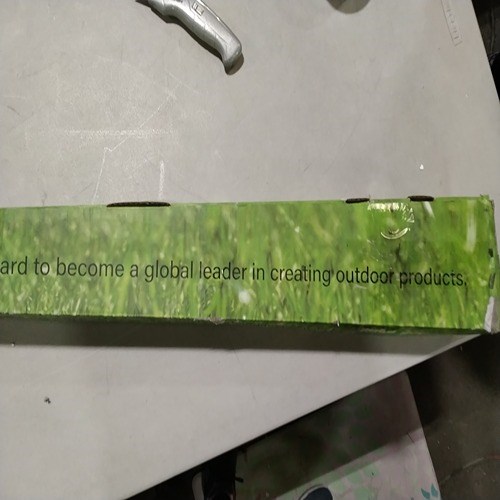 ard to become a global leader in creating outdoor products.